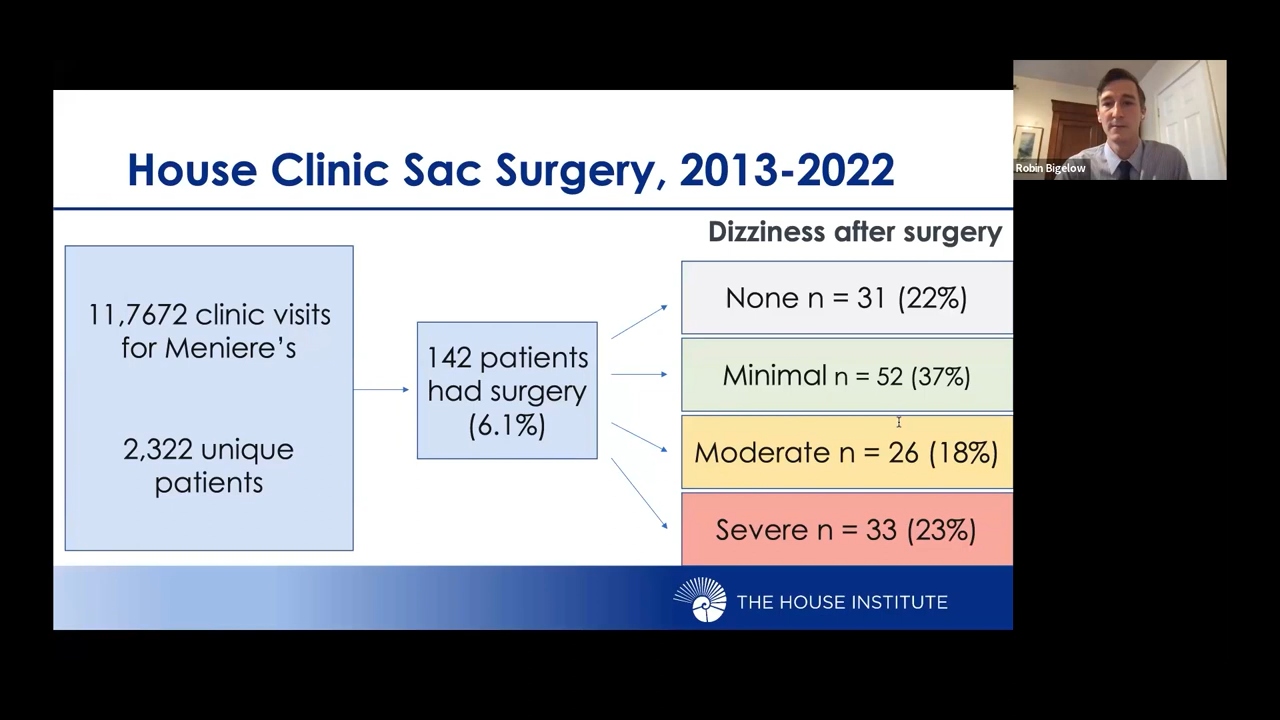 House Clinic Sac Surgery, 2013-2022
Robin Bigelow
Dizziness after surgery
11,7672 clinic visits
for Meniere’s
2,322 unique
patients
142 patients
had surgery
(6.1%)
None n = 31 (22%)
Minimal n = 52 (37%)
Moderate n = 26 (18%)
Severe n = 33 (23%)
THE HOUSE INSTITUTE